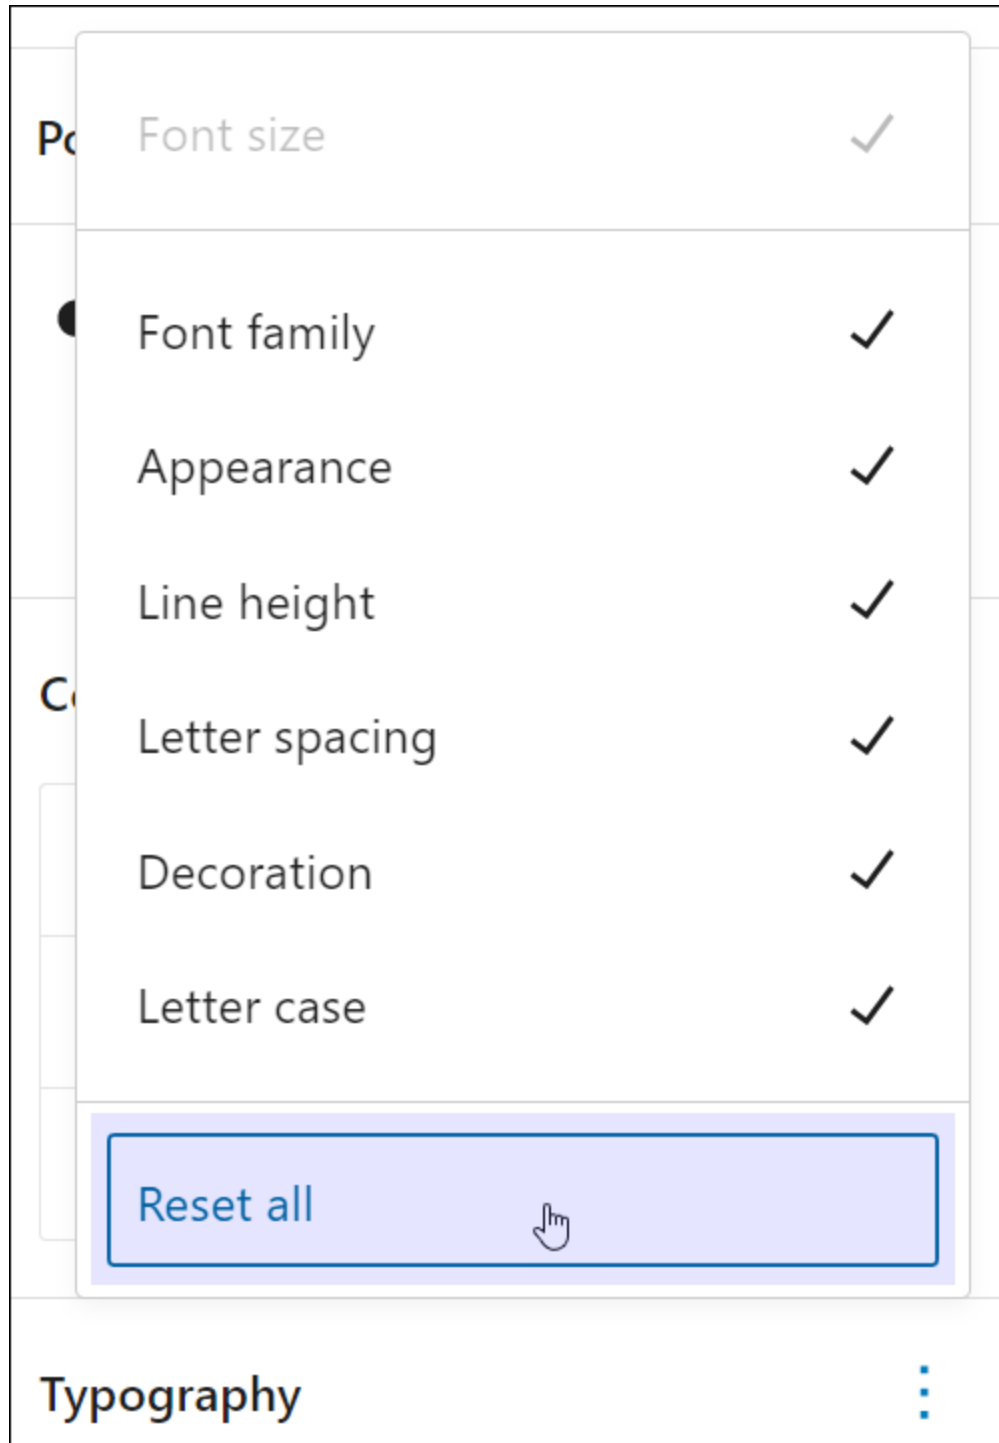 Font size
Font family
Appearance
Line height
Letter spacing
Decoration
Letter case
Reset all
Typography